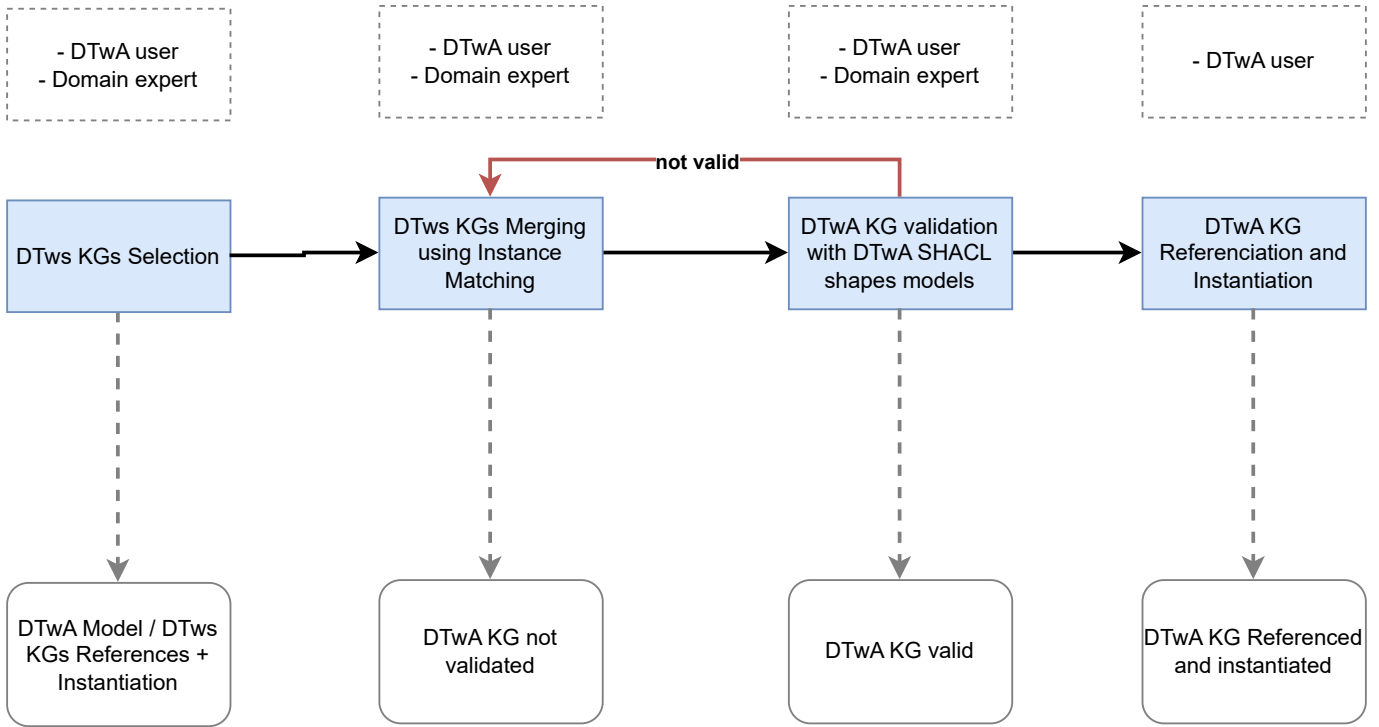 - DTwA user
- Domain expert
- DTwA user
- Domain expert
- DTwA user
- Domain expert
- DTwA user
not valid
DTws KGs Selection
DTws KGs Merging
using Instance
Matching
DTwA KG validation
with DTwA SHACL
shapes models
DTwA KG
Referenciation and
Instantiation
DTwA Model / DTws
KGs References +
Instantiation
DTwA KG not
validated
DTwA KG valid
DTwA KG Referenced
and instantiated